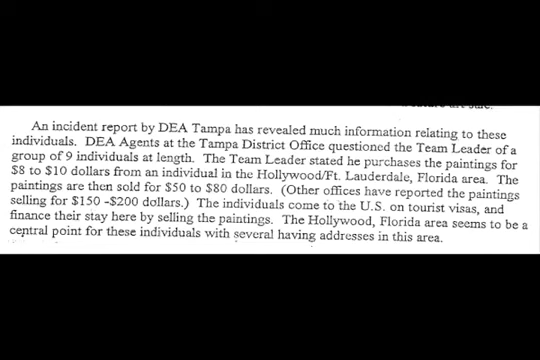 An incident report by DEA Tampa has revealed much information relating to these
individuals. DEA Agents at the Tampa District Office questioned the Team Leader of a
group of 9 individuals at length. The Team Leader stated he purchases the paintings for
$8 to $10 dollars from an individual in the Hollywood/Ft. Lauderdale, Florida area. The
paintings are then sold for $50 to $80 dollars. (Other offices have reported the paintings
selling for $150 -$200 dollars.) The individuals come to the U.S. on tourist visas, and
finance their stay here by selling the paintings. The Hollywood, Florida area seems to be a
central point for these individuals with several having addresses in this area.